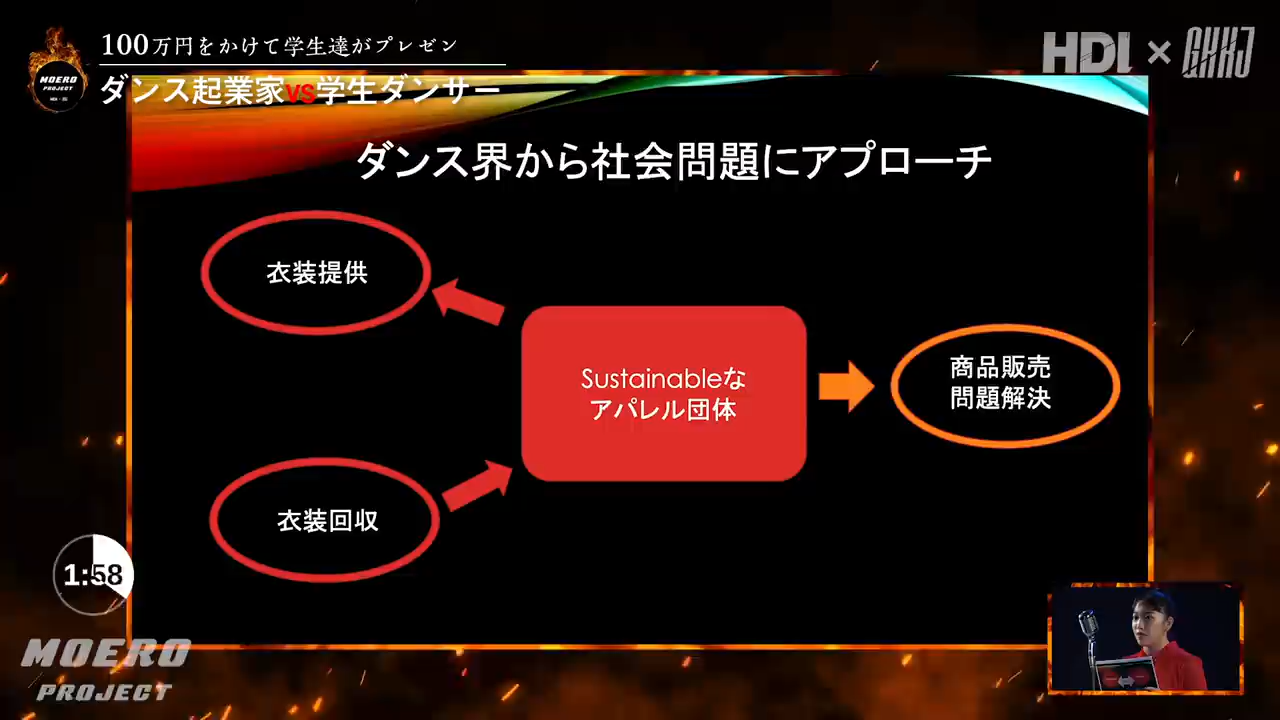 100万円をかけて学生達がプレゼン
ダンス起業家vs学生ダンサー
MOERO
PROJECT
HDI × GKKJ
ダンス界から社会問題にアプローチ
衣装提供
Sustainableな
アパレル団体
商品販売
問題解決
衣装回収
1:58
MOERO
PROJECT